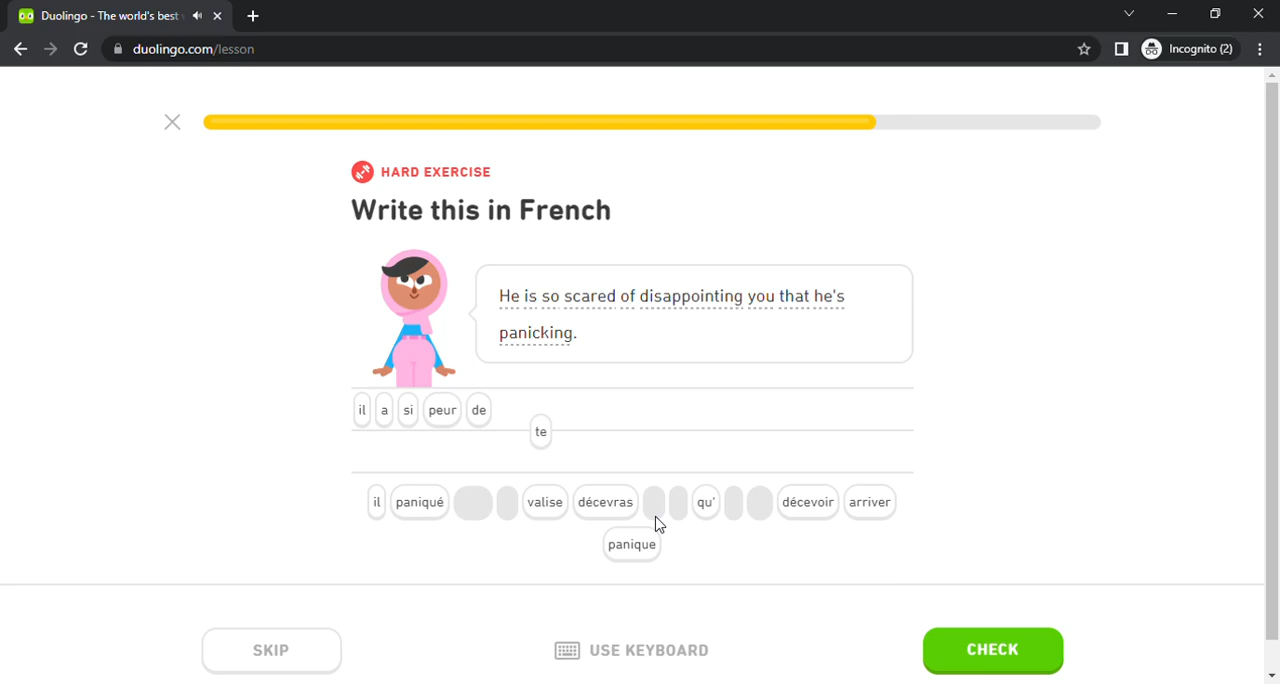 Duolingo - The world's best
duolingo.com/lesson
Incognito (2)
HARD EXERCISE
Write this in French
He is so scared of disappointing you that he's
panicking.
il a si peur de
te
il paniqué valise décevras qu' décevoir arriver
panique
SKIP
USE KEYBOARD
CHECK